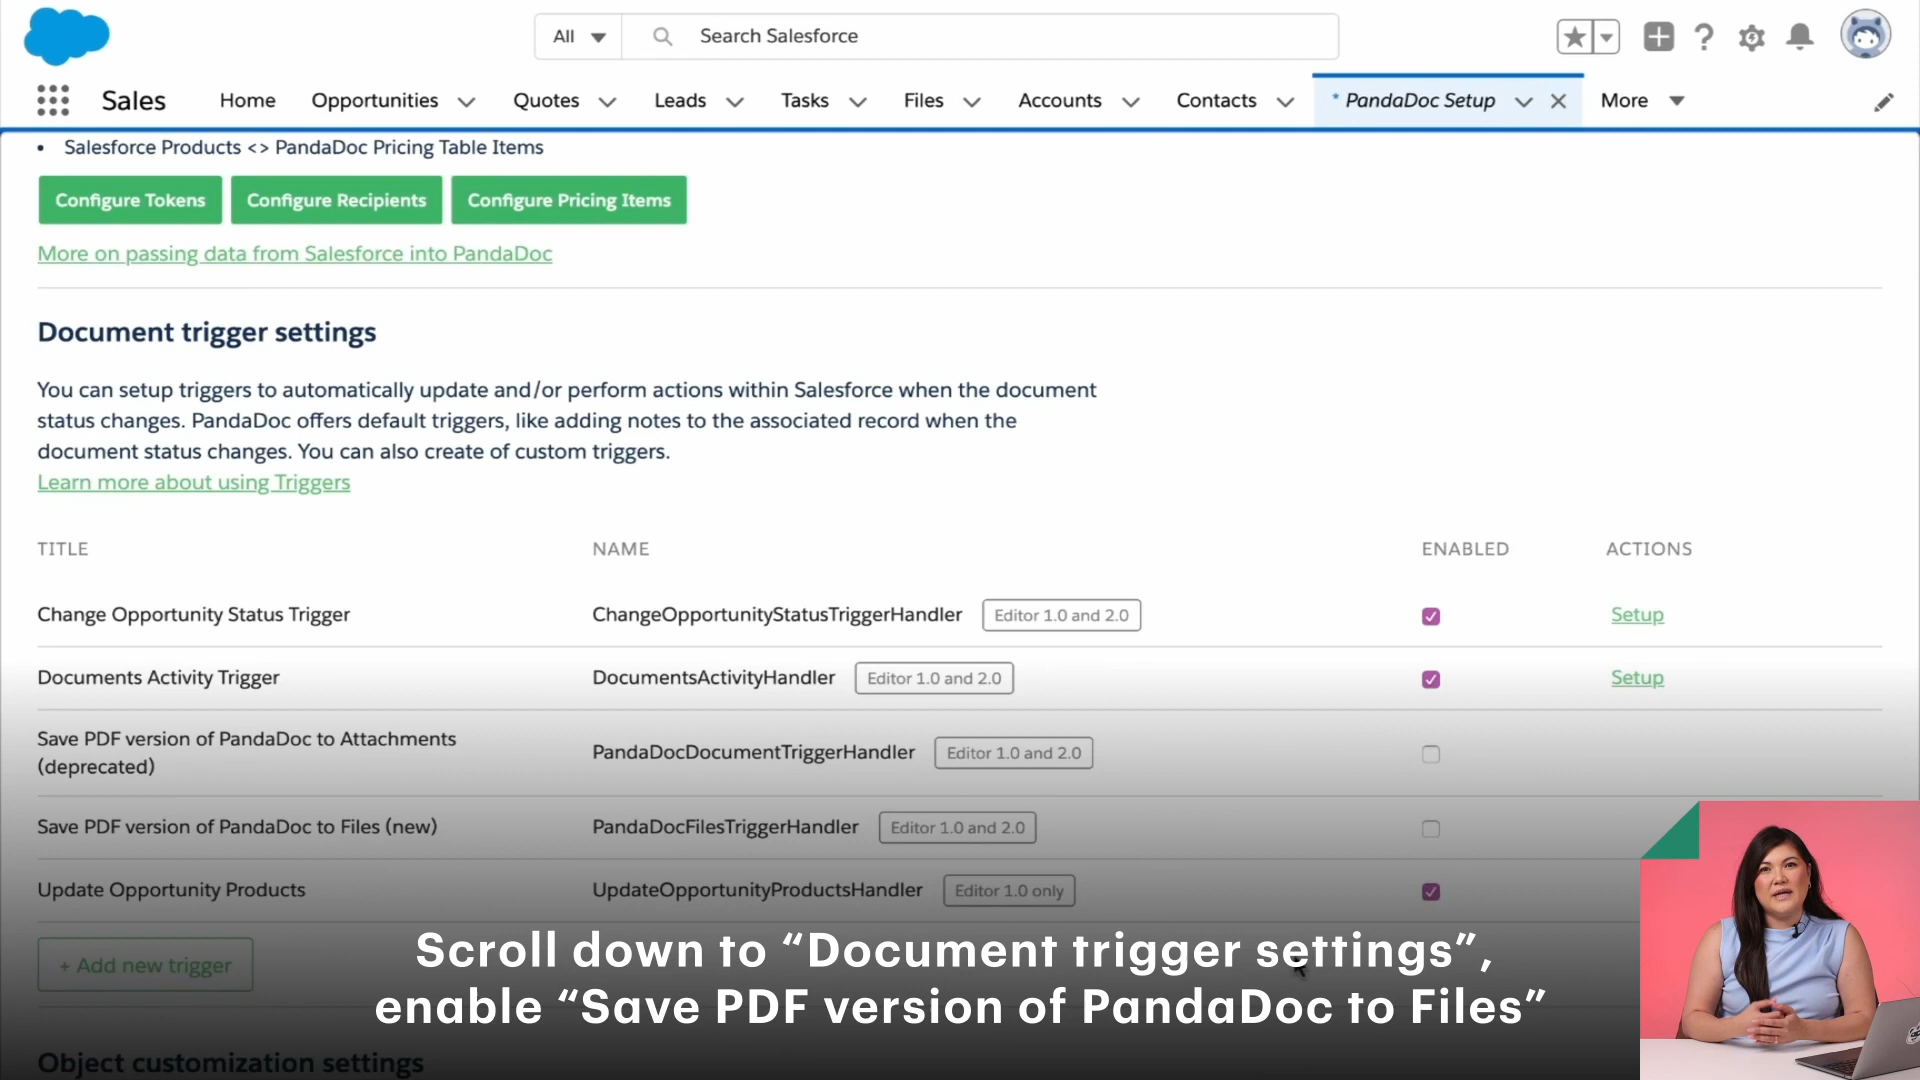 All
Search Salesforce
Sales
Home
Opportunities
Quotes
Leads
Tasks
Files
Accounts
Contacts
* PandaDoc Setup
More
• Salesforce Products <> PandaDoc Pricing Table Items
Configure Tokens
Configure Recipients
Configure Pricing Items
More on passing data from Salesforce into PandaDoc
Document trigger settings
You can setup triggers to automatically update and/or perform actions within Salesforce when the document
status changes. PandaDoc offers default triggers, like adding notes to the associated record when the
document status changes. You can also create of custom triggers.
Learn more about using Triggers
TITLE NAME ENABLED ACTIONS
Change Opportunity Status Trigger ChangeOpportunityStatusTriggerHandler Editor 1.0 and 2.0 Setup
Documents Activity Trigger DocumentsActivityHandler Editor 1.0 and 2.0 Setup
Save PDF version of PandaDoc to Attachments
(deprecated)
PandaDocDocumentTriggerHandler Editor 1.0 and 2.0
Save PDF version of PandaDoc to Files (new) PandaDocFilesTriggerHandler Editor 1.0 and 2.0
Update Opportunity Products UpdateOpportunityProductsHandler Editor 1.0 only
+ Add new trigger
Scroll down to “Document trigger settings”,
enable “Save PDF version of PandaDoc to Files”
Object customization settings